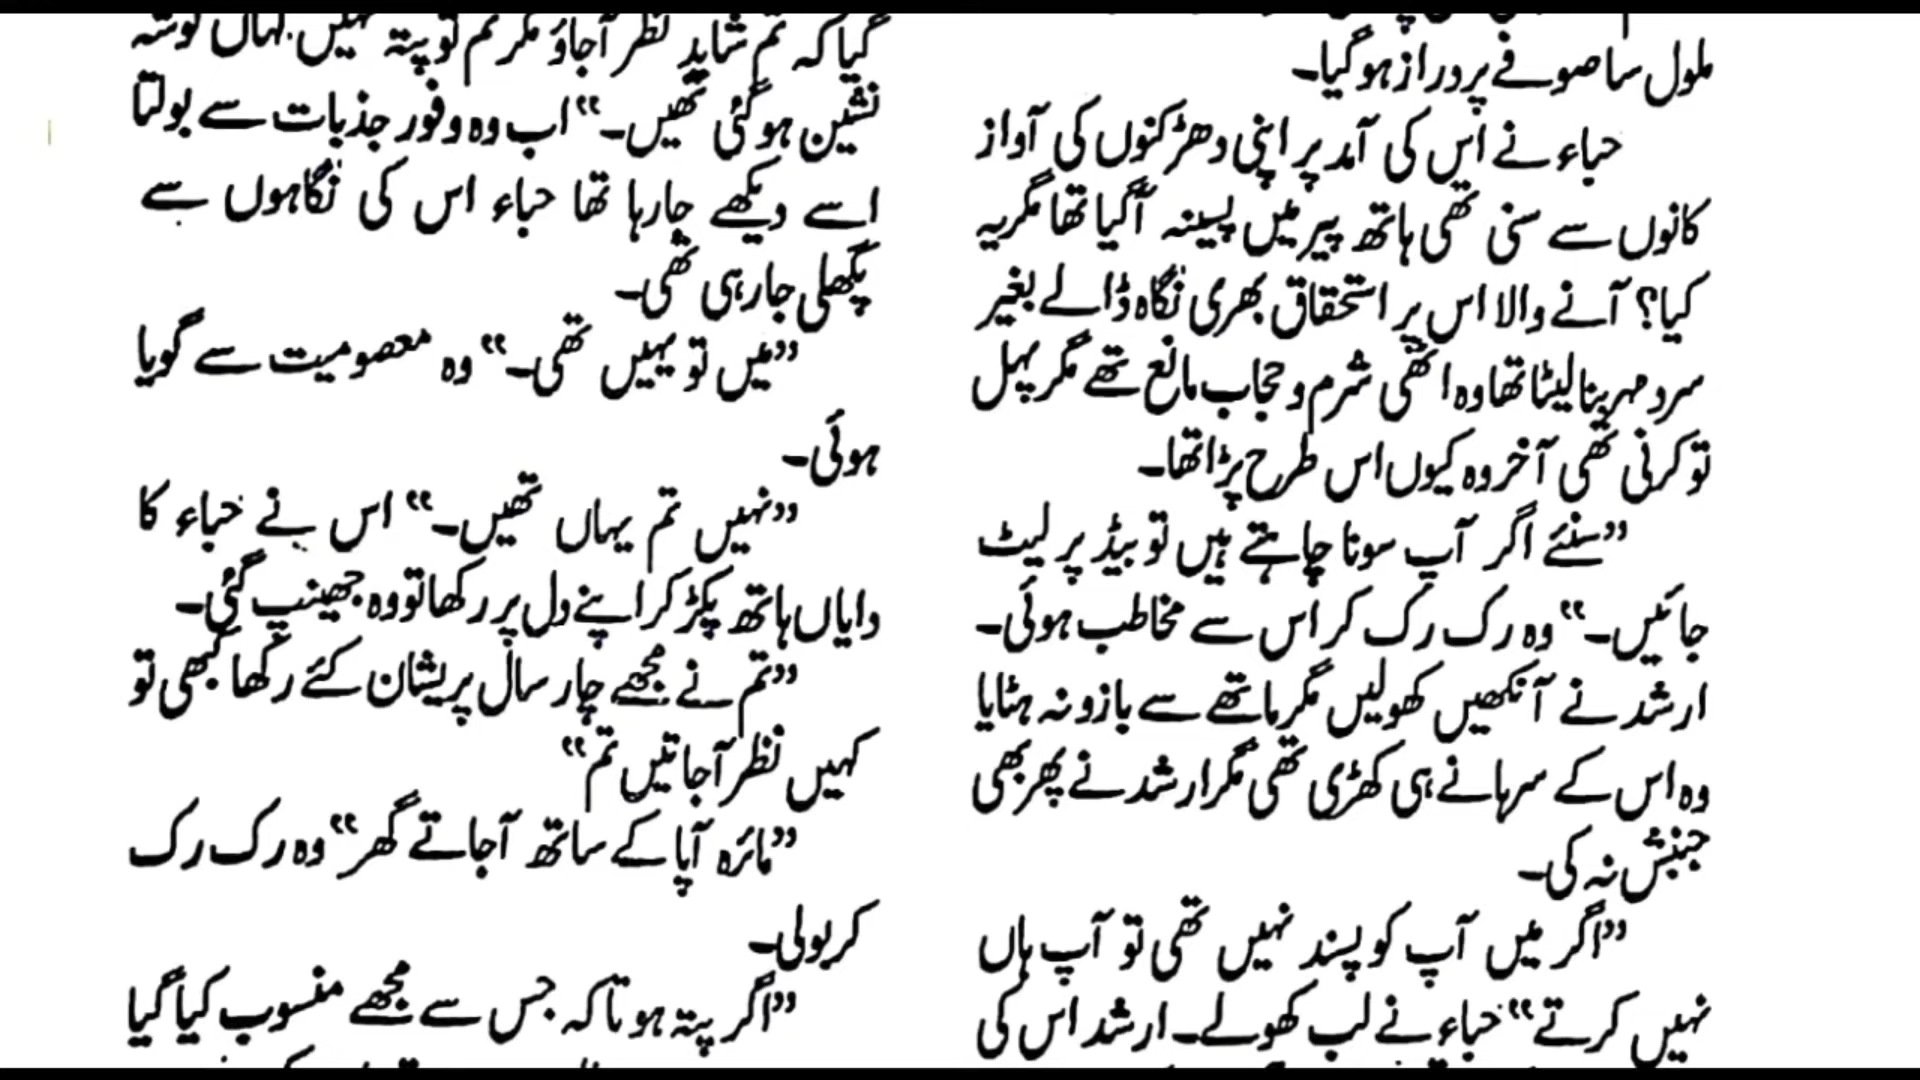 ملول سا صوفے پر دراز ہو گیا۔
حباء نے اس کی آمد پر اپنی دھڑکنوں کی آواز
کانوں سے سنی تھی ہاتھ پیر میں پسینہ آ گیا تھا مگر یہ
کیا؟ آنے والا اس پر استحقاق بھری نگاہ ڈالے بغیر
سرد مہر بنا لیٹا تھا وہ اٹھی شرم و حجاب مانع تھے مگر پہل
تو کرنی تھی آخر وہ کیوں اس طرح پڑا تھا۔
”سنئے اگر آپ سونا چاہتے ہیں تو بیڈ پر لیٹ
جائیں۔“ وہ رک رک کر اس سے مخاطب ہوئی۔
ارشد نے آنکھیں کھولیں مگر ماتھے سے بازو نہ ہٹایا
وہ اس کے سرہانے ہی کھڑی تھی مگر ارشد نے پھر بھی
جنبش نہ کی۔
”اگر میں آپ کو پسند نہیں تھی تو آپ ہاں
نہیں کرتے“ حباء نے لب کھولے۔ ارشد اس کی
گیا کہ تم شاید نظر آ جاؤ مگر تم تو پتہ نہیں کہاں گوشہ
نشین ہو گئی تھیں۔“ اب وہ وفور جذبات سے بولتا
اسے دیکھے جا رہا تھا حباء اس کی نگاہوں سے
پگھلی جا رہی تھی۔
”میں تو یہیں تھی۔“ وہ معصومیت سے گویا
ہوئی۔
”نہیں تم یہاں تھیں۔“ اس نے حباء کا
دایاں ہاتھ پکڑ کر اپنے دل پر رکھا تو وہ جھینپ گئی۔
”تم نے مجھے چار سال پریشان کئے رکھا کبھی تو
کہیں نظر آ جاتیں تم“
”مائرہ آپا کے ساتھ آ جاتے گھر“ وہ رک رک
کر بولی۔
”اگر پتہ ہوتا کہ جس سے مجھے منسوب کیا گیا